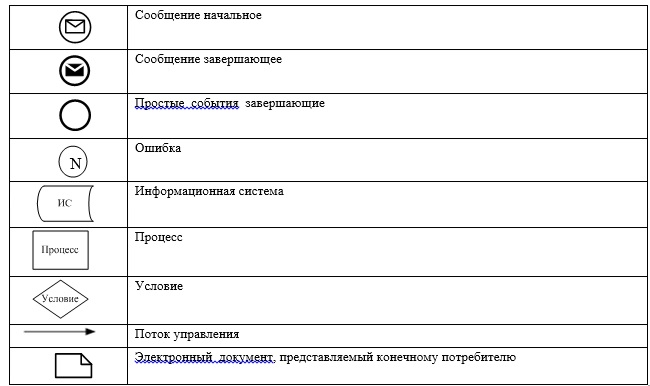 Сообщение начальное
Сообщение завершающее
Простые события завершающие
N
Ошибка
ИС
Информационная система
Процесс
Процесс
Условие
Условие
Поток управления
Электронный документ, представляемый конечному потребителю